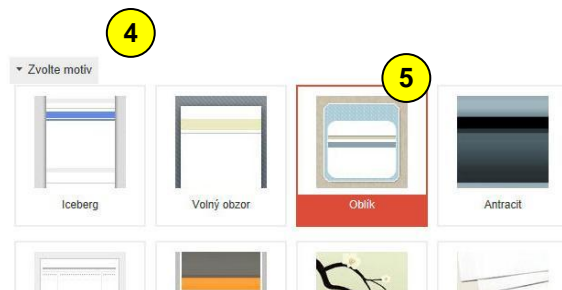 4
Zvolte motiv
5
Iceberg
Volný obzor
Oblík
Antracit